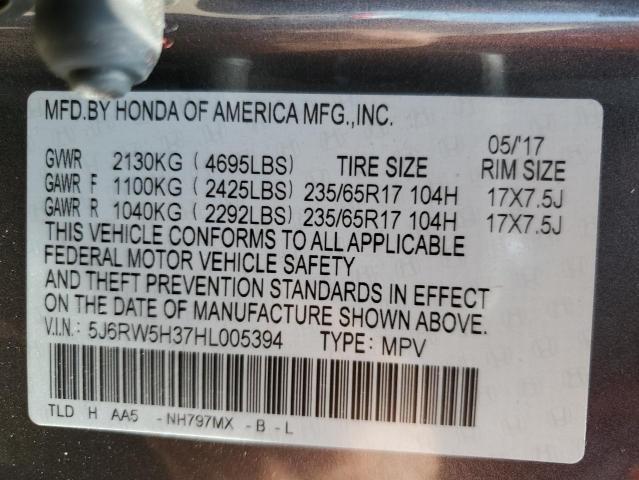 MFD.BY HONDA OF AMERICA MFG.,INC.
05/'17
GVWR 2130KG (4695LBS) TIRE SIZE RIM SIZE
GAWR F 1100KG (2425LBS) 235/65R17 104H 17X7.5J
GAWR R 1040KG (2292LBS) 235/65R17 104H 17X7.5J
THIS VEHICLE CONFORMS TO ALL APPLICABLE
FEDERAL MOTOR VEHICLE SAFETY
AND THEFT PREVENTION STANDARDS IN EFFECT
ON THE DATE OF MANUFACTURE SHOWN ABOVE.
V.I.N.: 5J6RW5H37HL005394 TYPE: MPV
TLD H AA5 -NH797MX -B -L